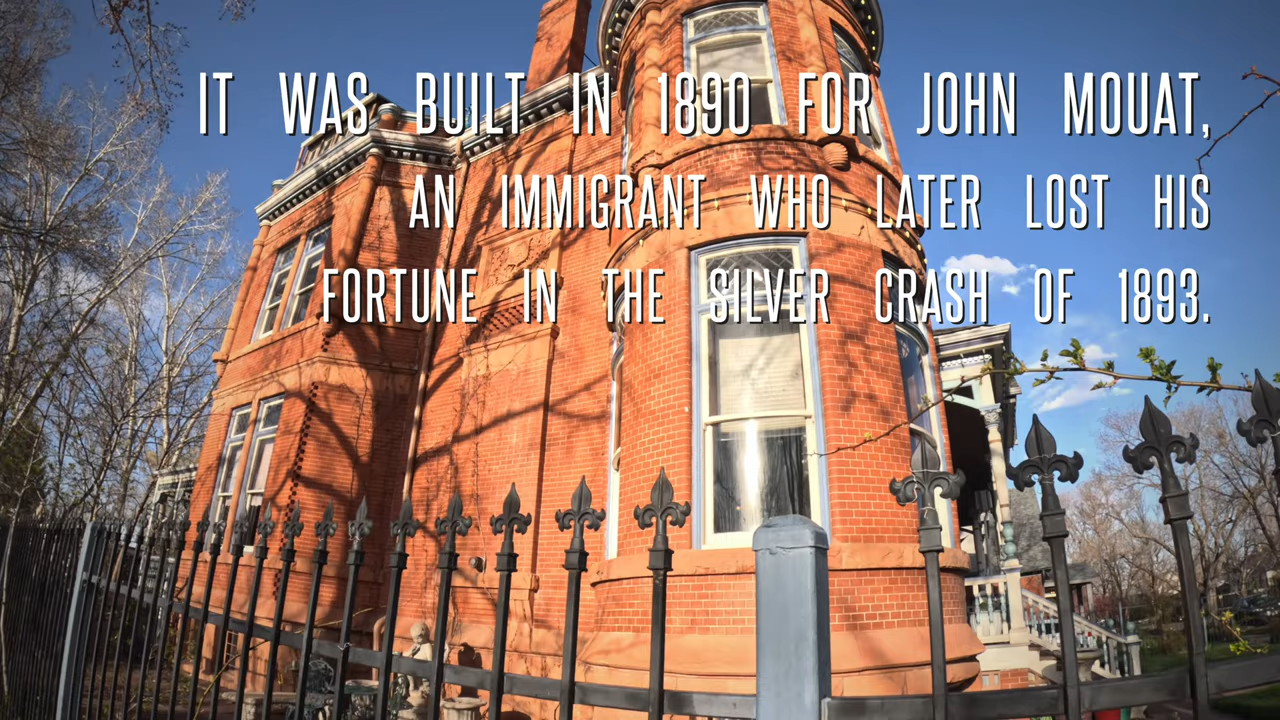 IT WAS BUILT IN 1890 FOR JOHN MOUAT,
AN IMMIGRANT WHO LATER LOST HIS
FORTUNE IN THE SILVER CRASH OF 1893.